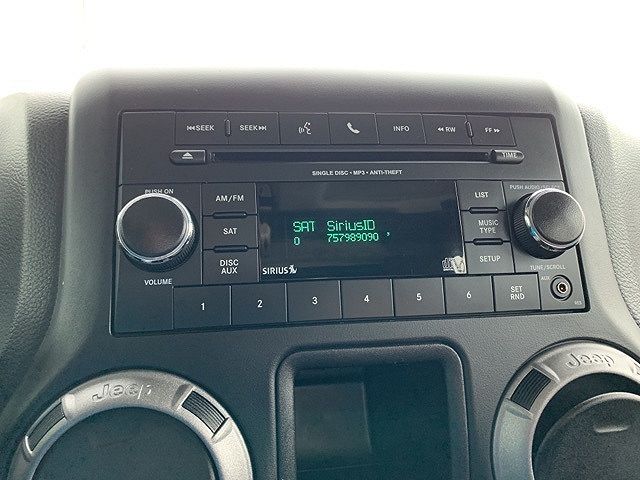 SEEK SEEK INFO RW FF
TIME
SINGLE DISC • MP3 • ANTI-THEFT
PUSH ON
AM/FM
SAT
DISC
AUX
VOLUME
SAT SiriusID
0 757989090 ,
SIRIUS
LIST
MUSIC
TYPE
SETUP
PUSH AUDIO/SELECT
TUNE/SCROLL
AUX
1 2 3 4 5 6
SET
RND
RES
Jeep
Jeep